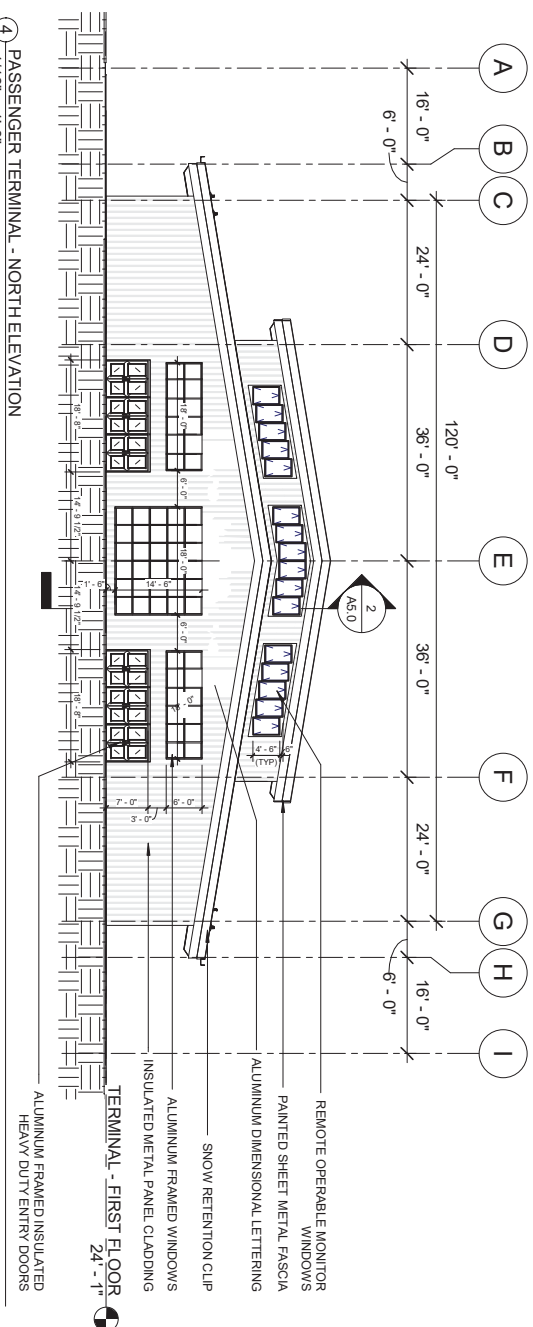 A
B
C
D
E
F
G
H
I
16' - 0"
6' - 0"
24' - 0"
36' - 0"
36' - 0"
24' - 0"
6' - 0"
16' - 0"
120' - 0"
2
A5.0
REMOTE OPERABLE MONITOR
WINDOWS
PAINTED SHEET METAL FASCIA
ALUMINUM DIMENSIONAL LETTERING
SNOW RETENTION CLIP
ALUMINUM FRAMED WINDOWS
INSULATED METAL PANEL CLADDING
TERMINAL - FIRST FLOOR
24' - 1"
ALUMINUM FRAMED INSULATED
HEAVY DUTY ENTRY DOORS
4' - 6"
(TYP)
6"
18' - 0"
6' - 0"
18' - 0"
6' - 0"
14' - 6"
1' - 6"
7' - 0"
3' - 0"
6' - 0"
18' - 8"
14' - 9 1/2"
14' - 9 1/2"
18' - 8"
4
PASSENGER TERMINAL - NORTH ELEVATION